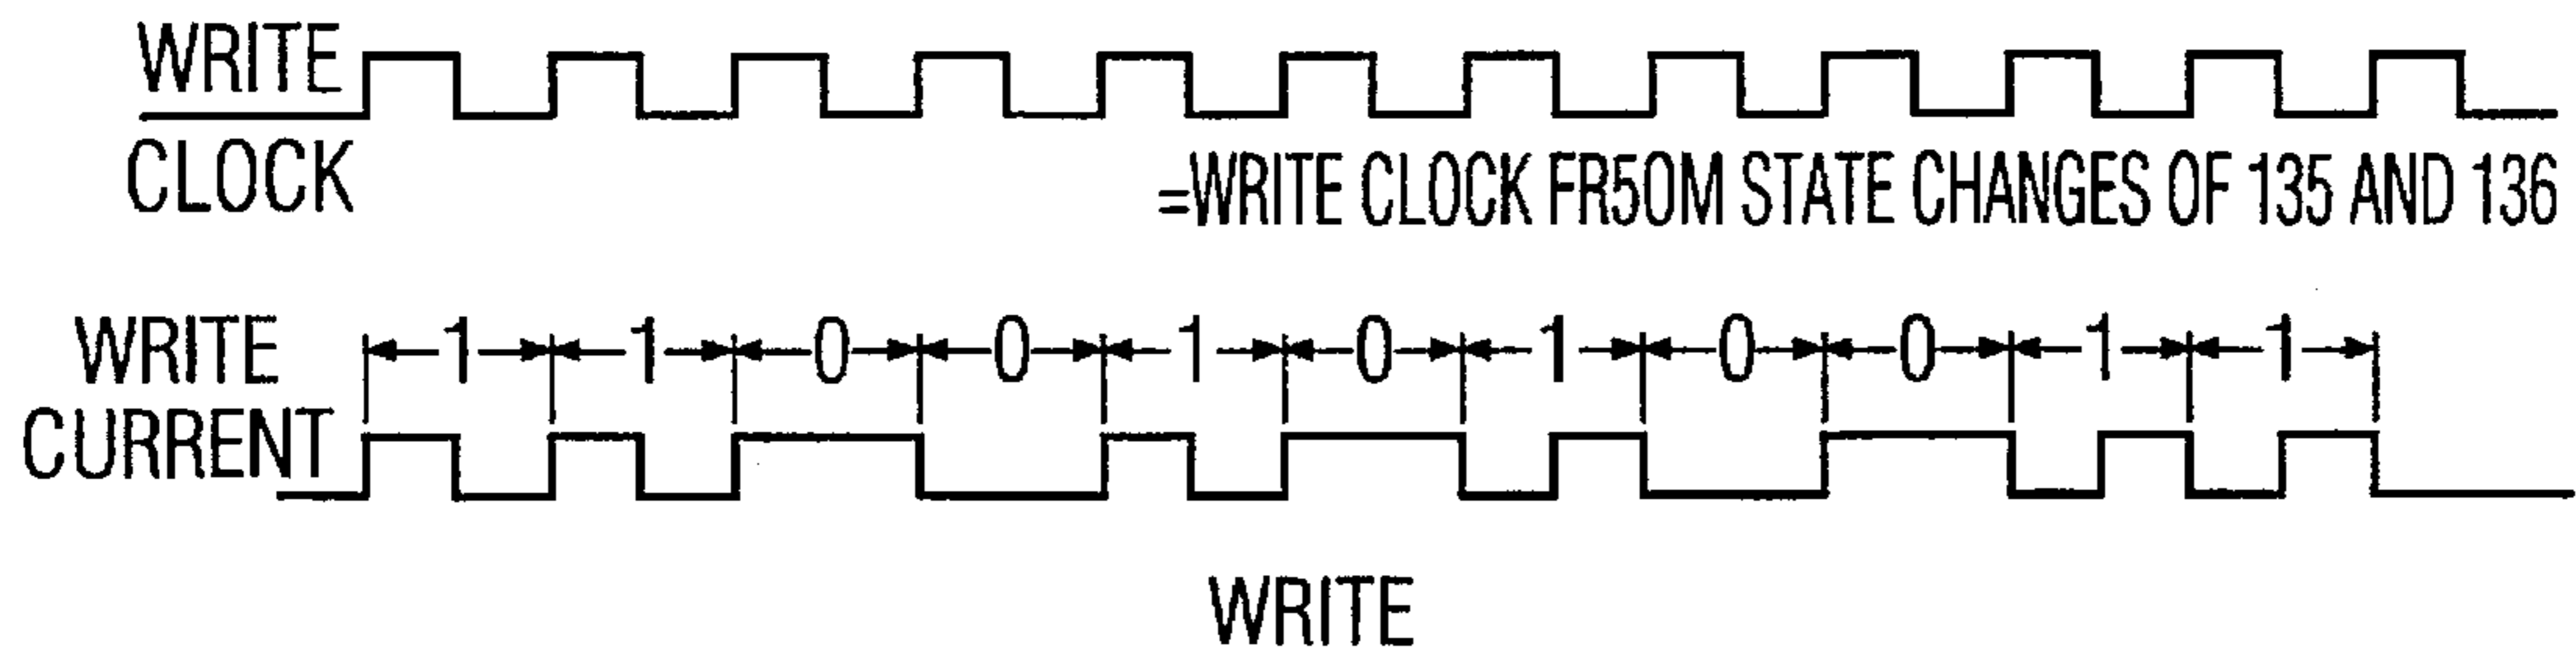 WRITE
CLOCK
=WRITE CLOCK FR5OM STATE CHANGES OF 135 AND 136
WRITE
CURRENT
1 1 0 0 1 0 1 0 0 1 1
WRITE